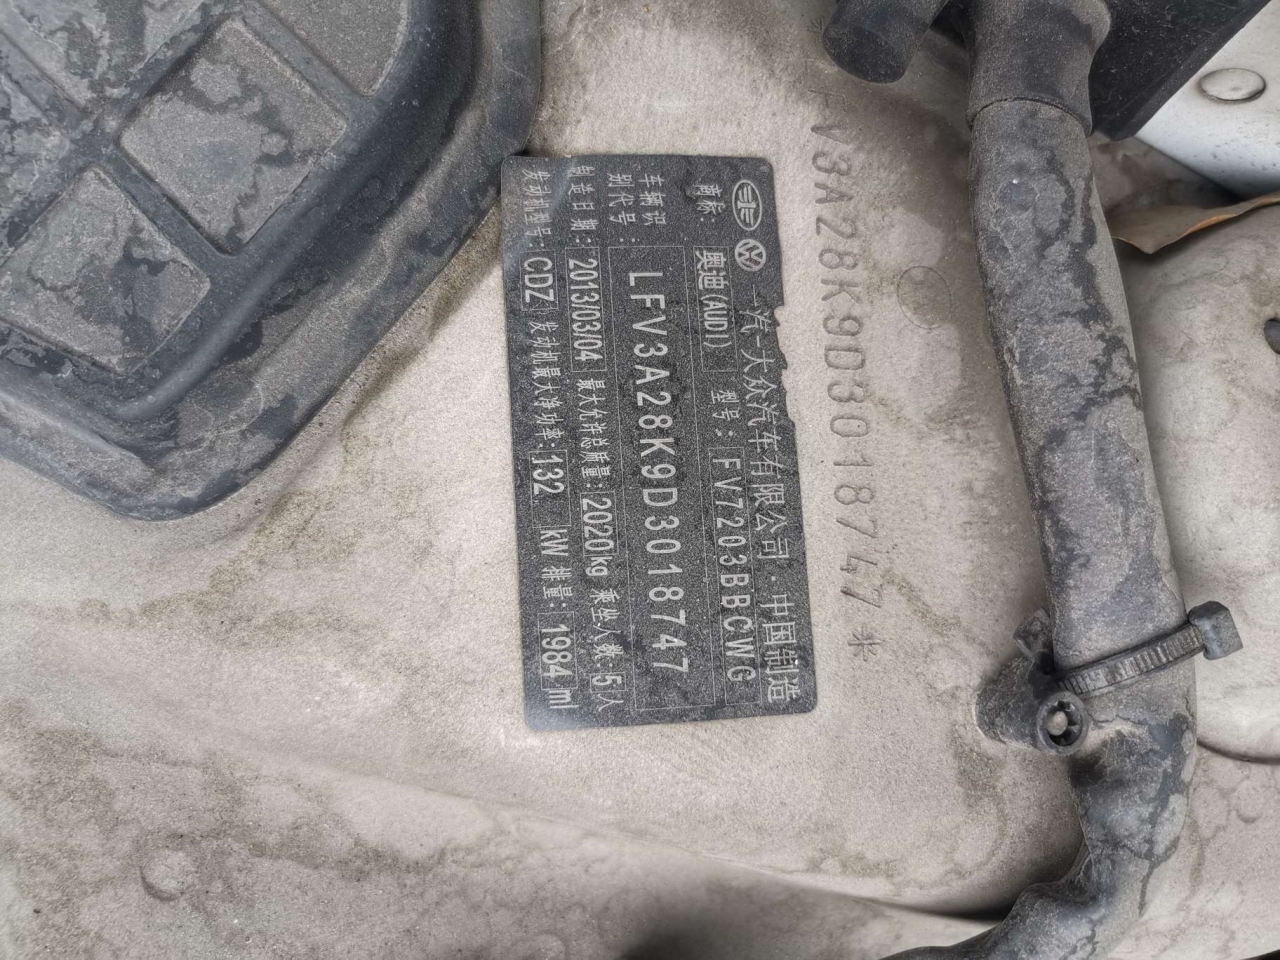 FV3A28K9D3018747*
一汽-大众汽车有限公司·中国制造
商标: 奥迪(AUDI) 型号: FV7203BBCWG
车辆识别代号: LFV3A28K9D3018747
制造日期: 2013/03/04 最大允许总质量: 2020kg 乘坐人数: 5人
发动机型号: CDZ 发动机最大净功率: 132 kW 排量: 1984 ml